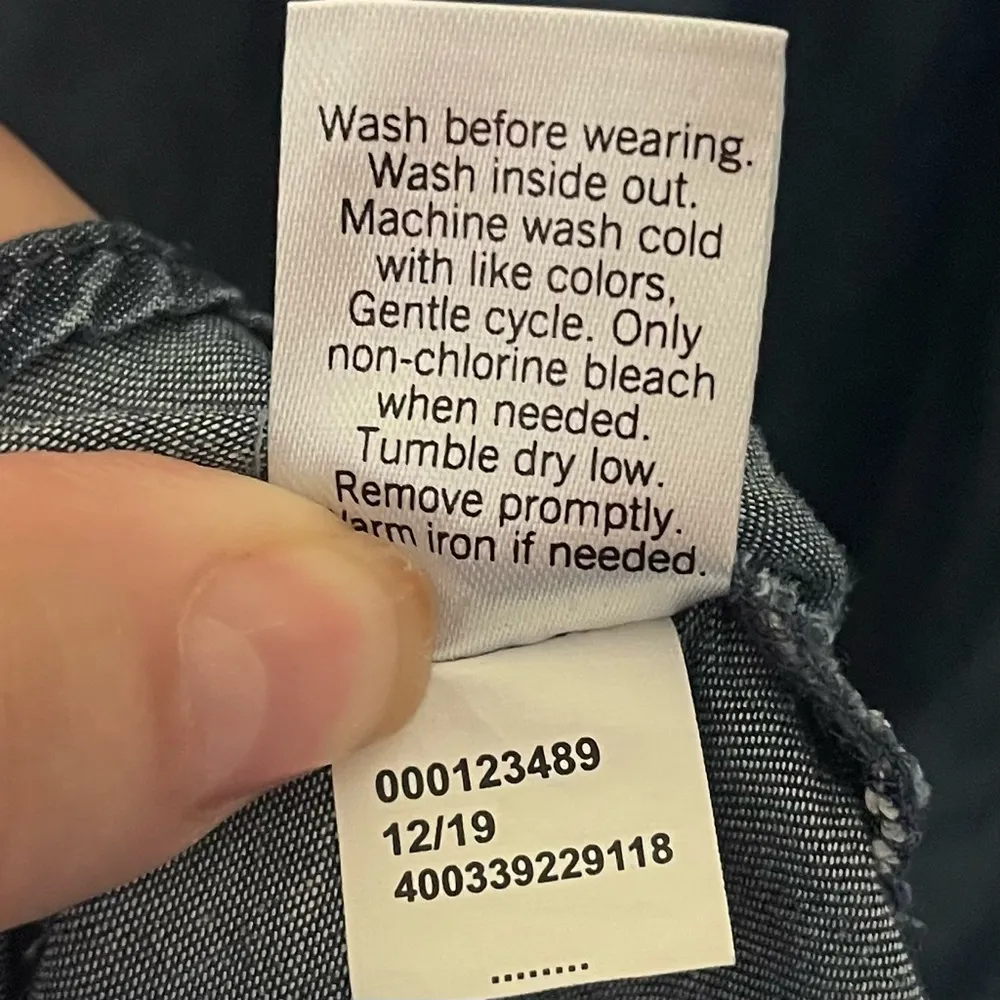 Wash before wearing.
Wash inside out.
Machine wash cold
with like colors,
Gentle cycle. Only
non-chlorine bleach
when needed.
Tumble dry low.
Remove promptly.
Warm iron if needed.
000123489
12/19
400339229118
........